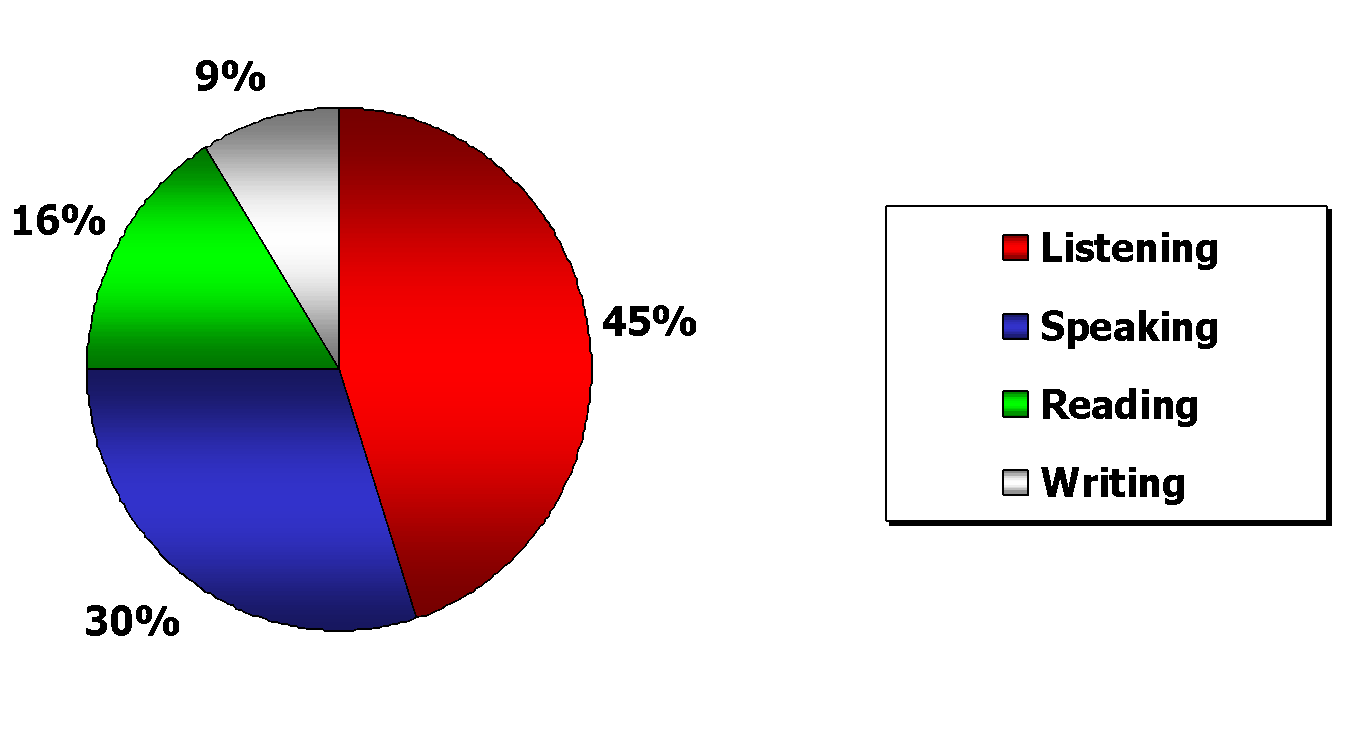 9%
16%
45%
30%
Listening
Speaking
Reading
Writing